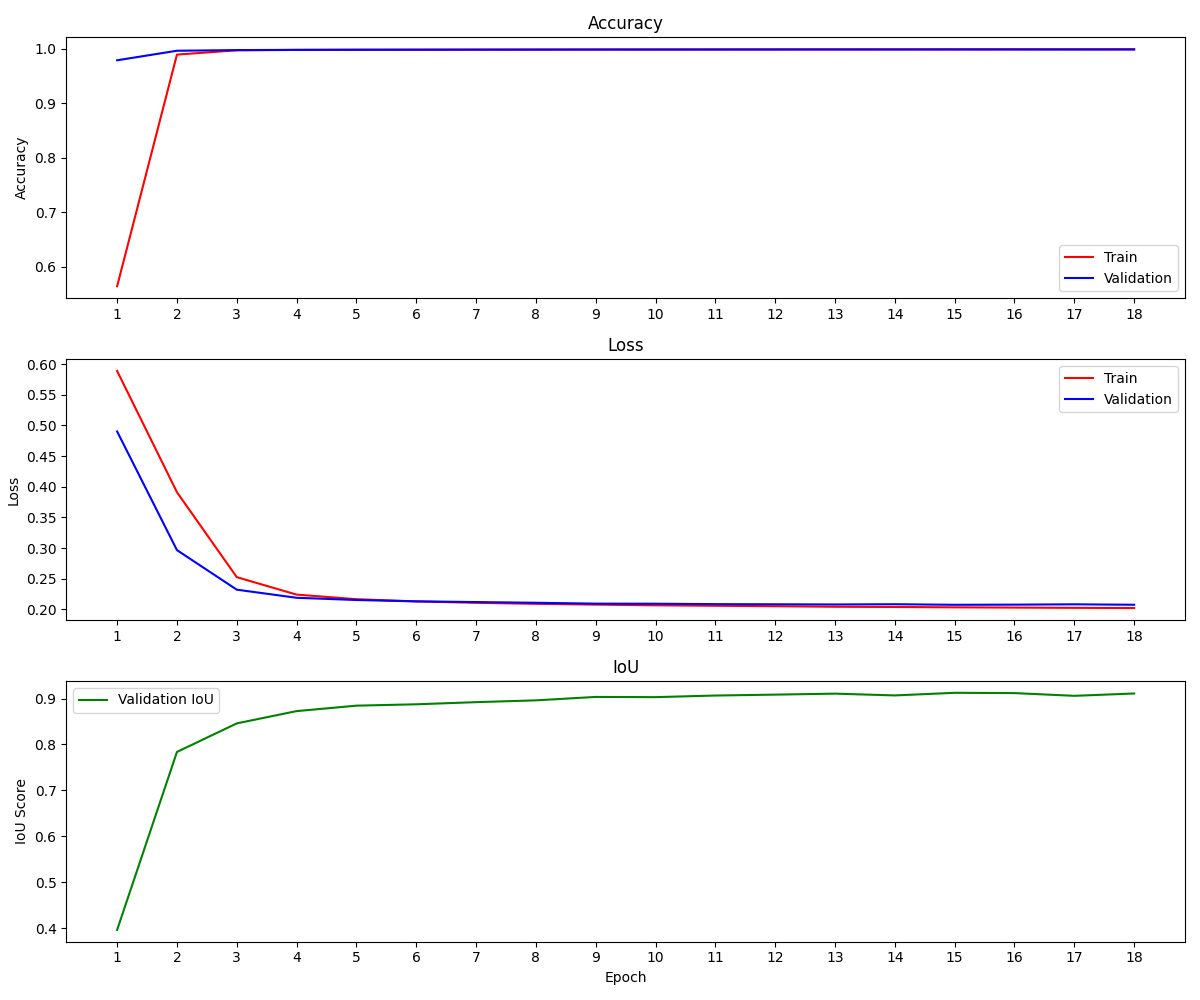 Accuracy
1.0
0.9
0.8
0.7
0.6
Accuracy
Train
Validation
1 2 3 4 5 6 7 8 9 10 11 12 13 14 15 16 17 18
Loss
0.60
0.55
0.50
0.45
0.40
0.35
0.30
0.25
0.20
Loss
Train
Validation
1 2 3 4 5 6 7 8 9 10 11 12 13 14 15 16 17 18
IoU
0.9
0.8
0.7
0.6
0.5
0.4
IoU Score
Validation IoU
1 2 3 4 5 6 7 8 9 10 11 12 13 14 15 16 17 18
Epoch